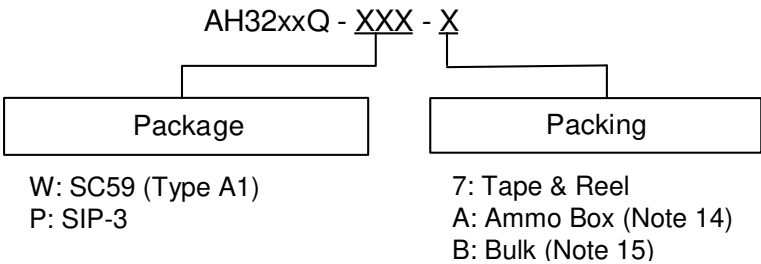 AH32xxQ - XXX - X
Package
Packing
W: SC59 (Type A1)
P: SIP-3
7: Tape & Reel
A: Ammo Box (Note 14)
B: Bulk (Note 15)